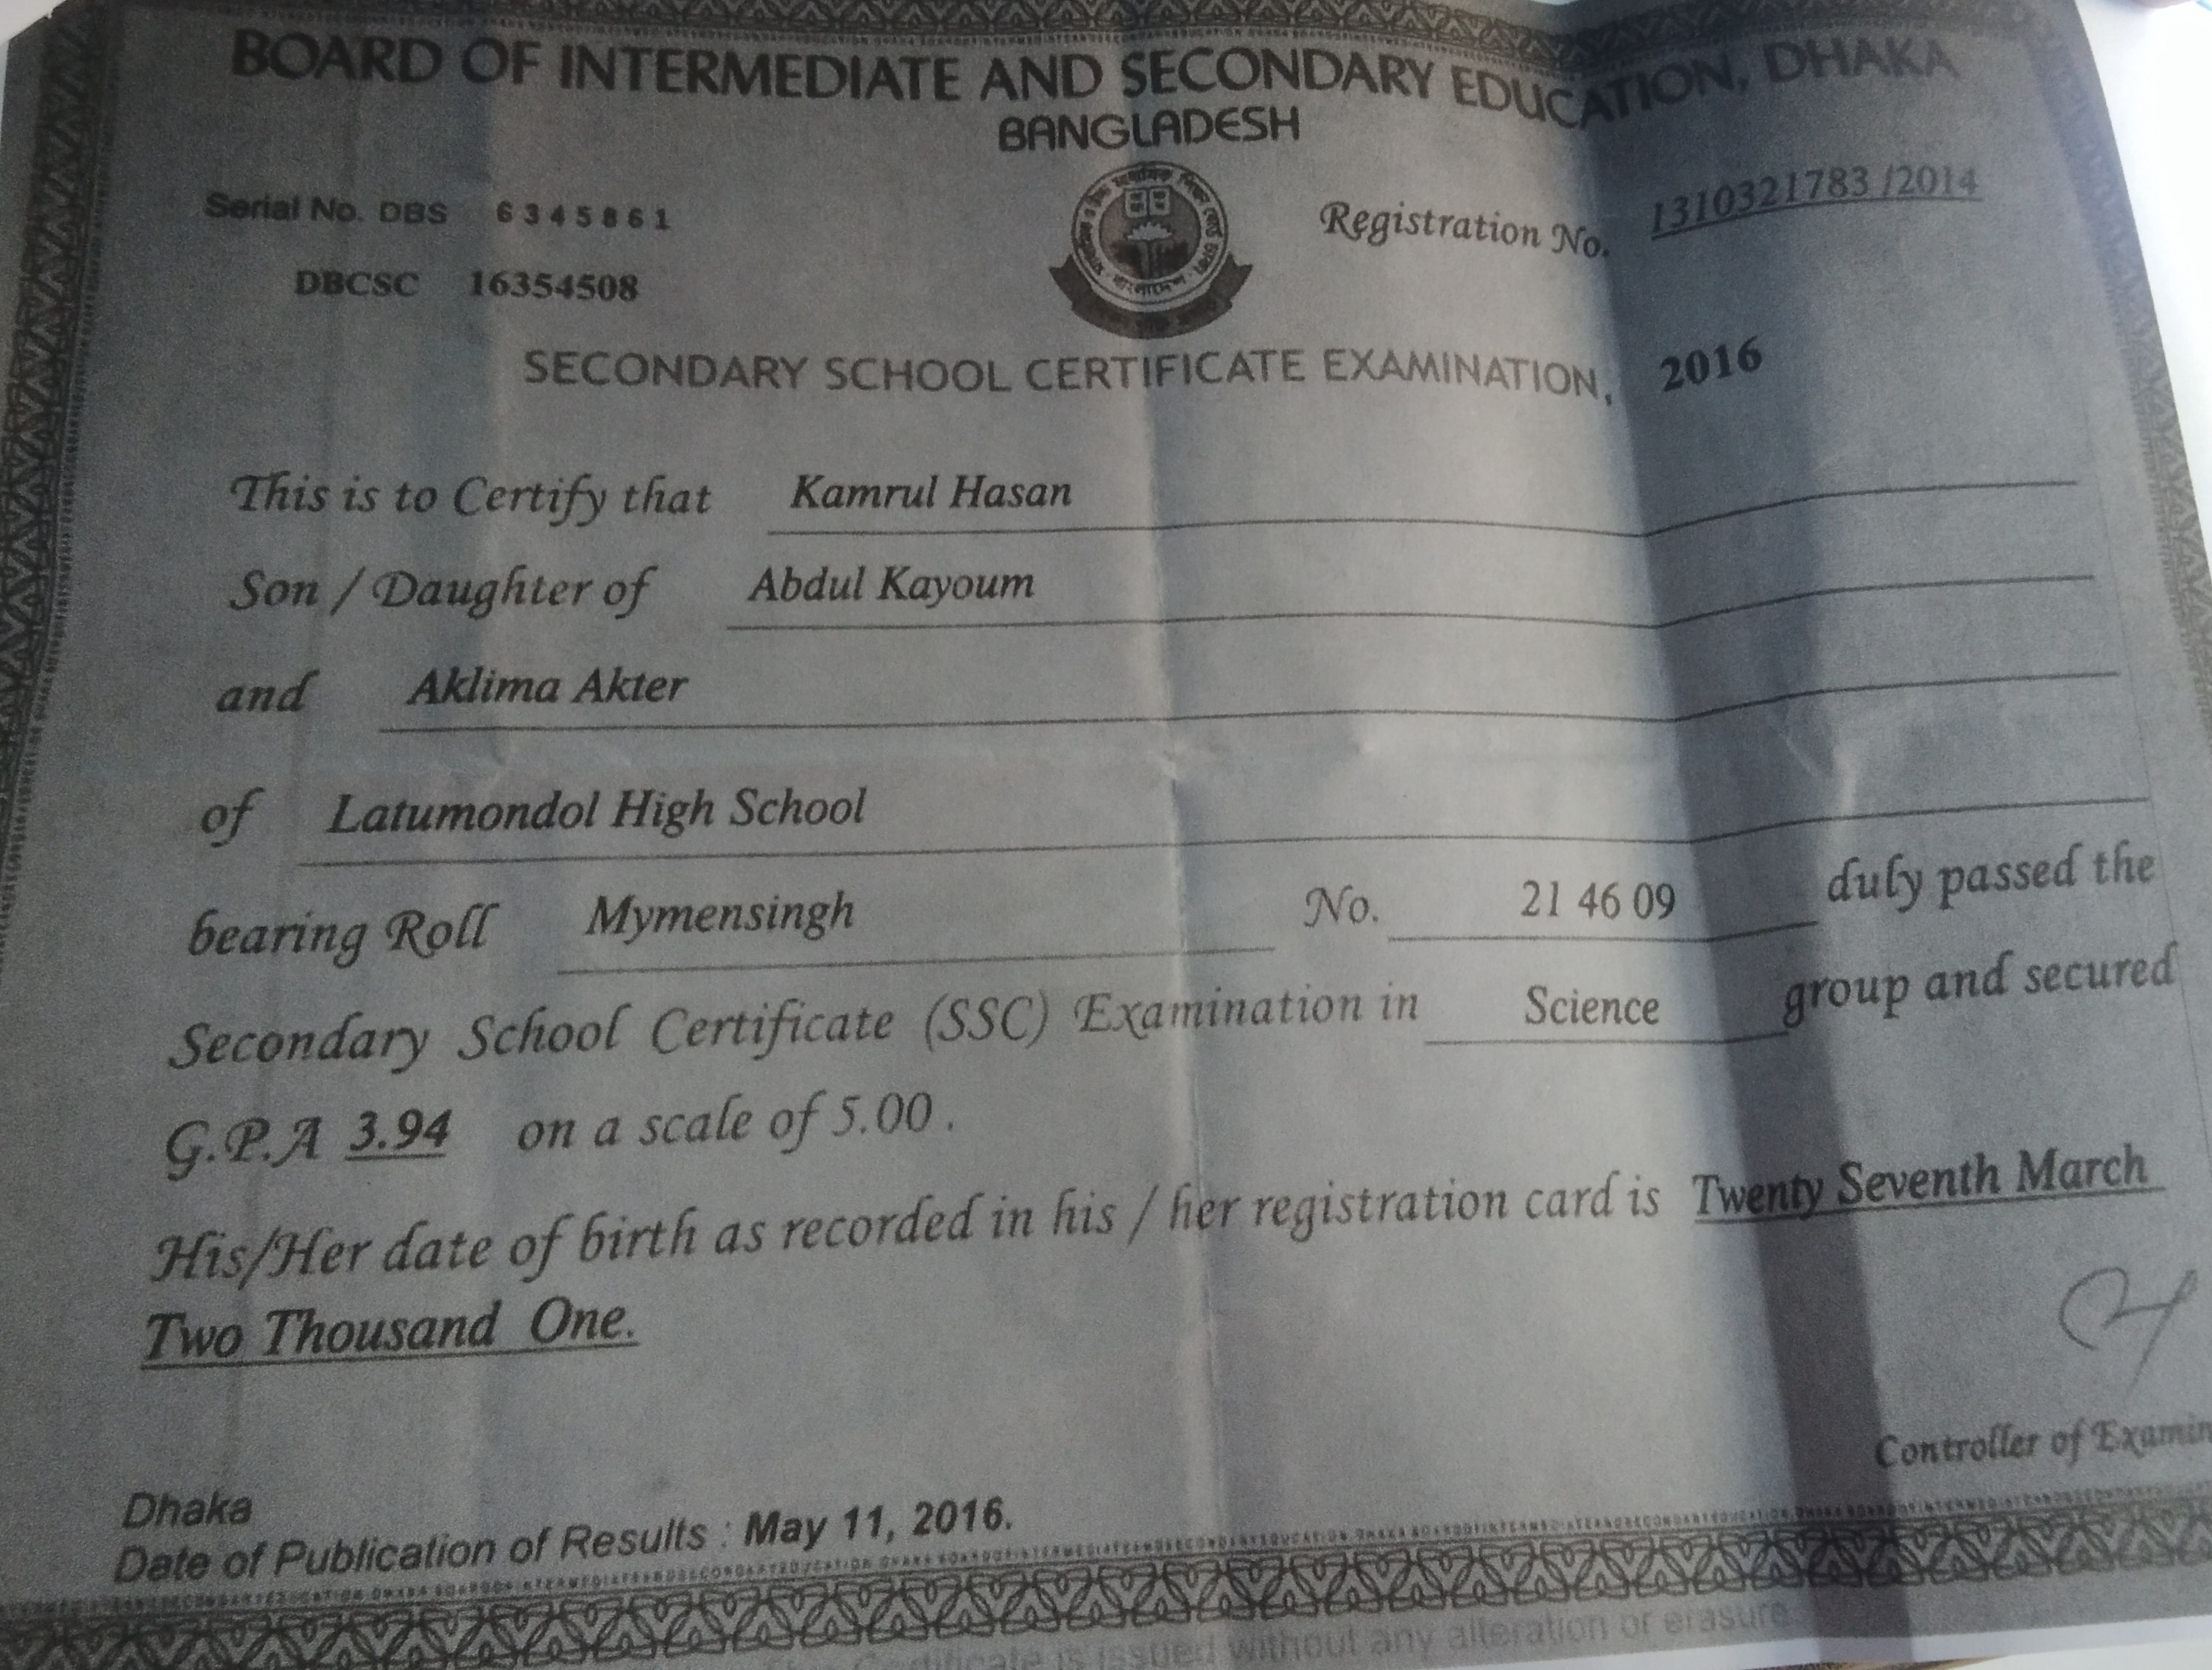 BOARD OF INTERMEDIATE AND SECONDARY EDUCATION, DHAKA
BANGLADESH
Serial No. DBS 6345861
Registration No. 1310321783 /2014
DBCSC 16354508
SECONDARY SCHOOL CERTIFICATE EXAMINATION, 2016
This is to Certify that Kamrul Hasan
Son / Daughter of Abdul Kayoum
and Aklima Akter
of Latumondol High School
bearing Roll Mymensingh No. 21 46 09 duly passed the
Secondary School Certificate (SSC) Examination in Science group and secured
G.P.A 3.94 on a scale of 5.00 .
His/Her date of birth as recorded in his / her registration card is Twenty Seventh March
Two Thousand One.
Controller of Examin
Dhaka
Date of Publication of Results : May 11, 2016.
Certificate is issued without any alteration or erasure